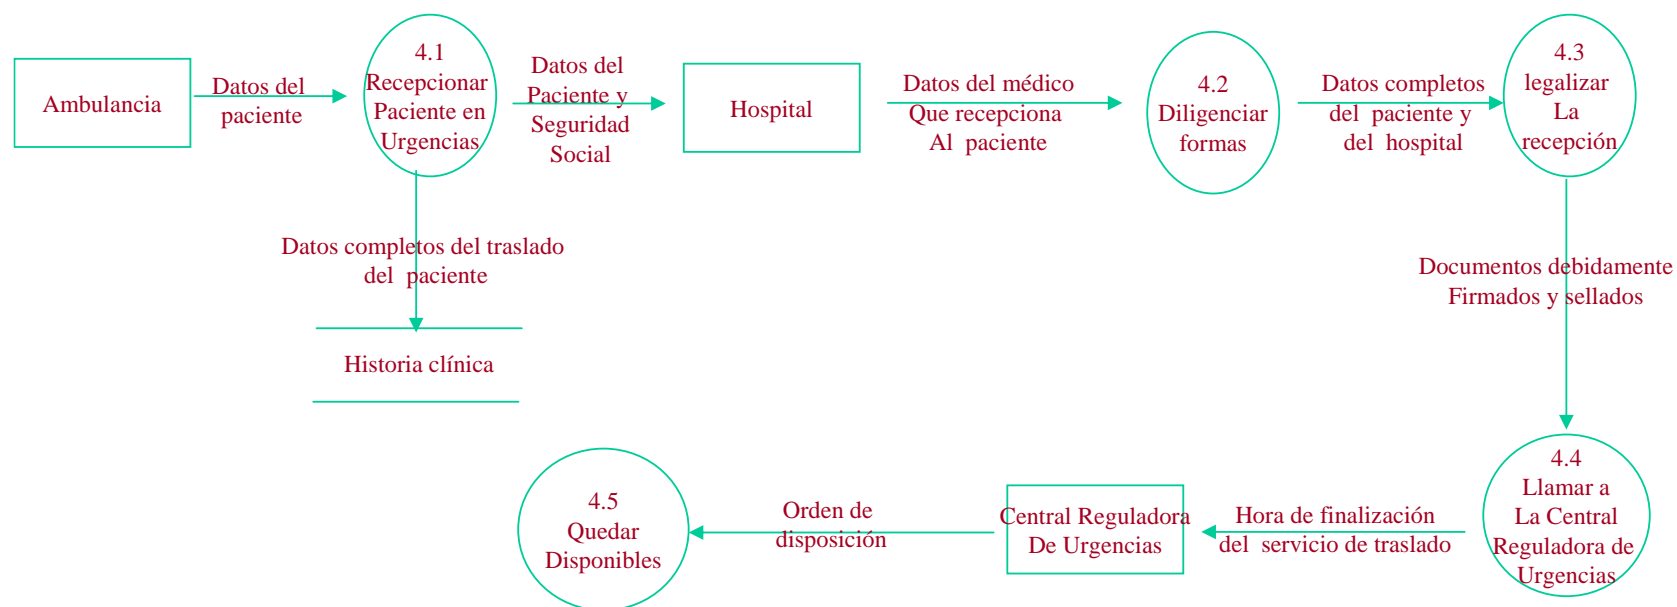 Ambulancia
Datos del
paciente
4.1
Recepcionar
Paciente en
Urgencias
Datos del
Paciente y
Seguridad
Social
Hospital
Datos del médico
Que recepciona
Al paciente
4.2
Diligenciar
formas
Datos completos
del paciente y
del hospital
4.3
legalizar
La
recepción
Datos completos del traslado
del paciente
Historia clínica
Documentos debidamente
Firmados y sellados
4.4
Llamar a
La Central
Reguladora de
Urgencias
Hora de finalización
del servicio de traslado
Central Reguladora
De Urgencias
Orden de
disposición
4.5
Quedar
Disponibles